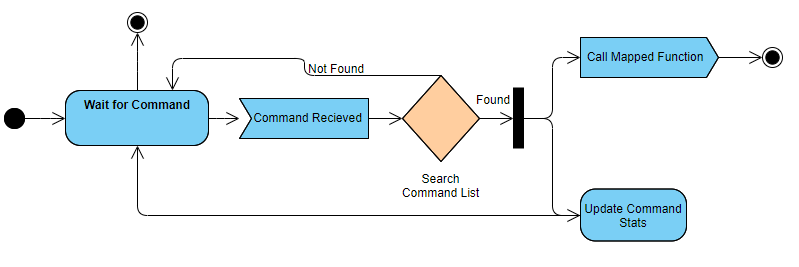 Wait for Command
Not Found
Command Recieved
Found
Call Mapped Function
Search
Command List
Update Command
Stats